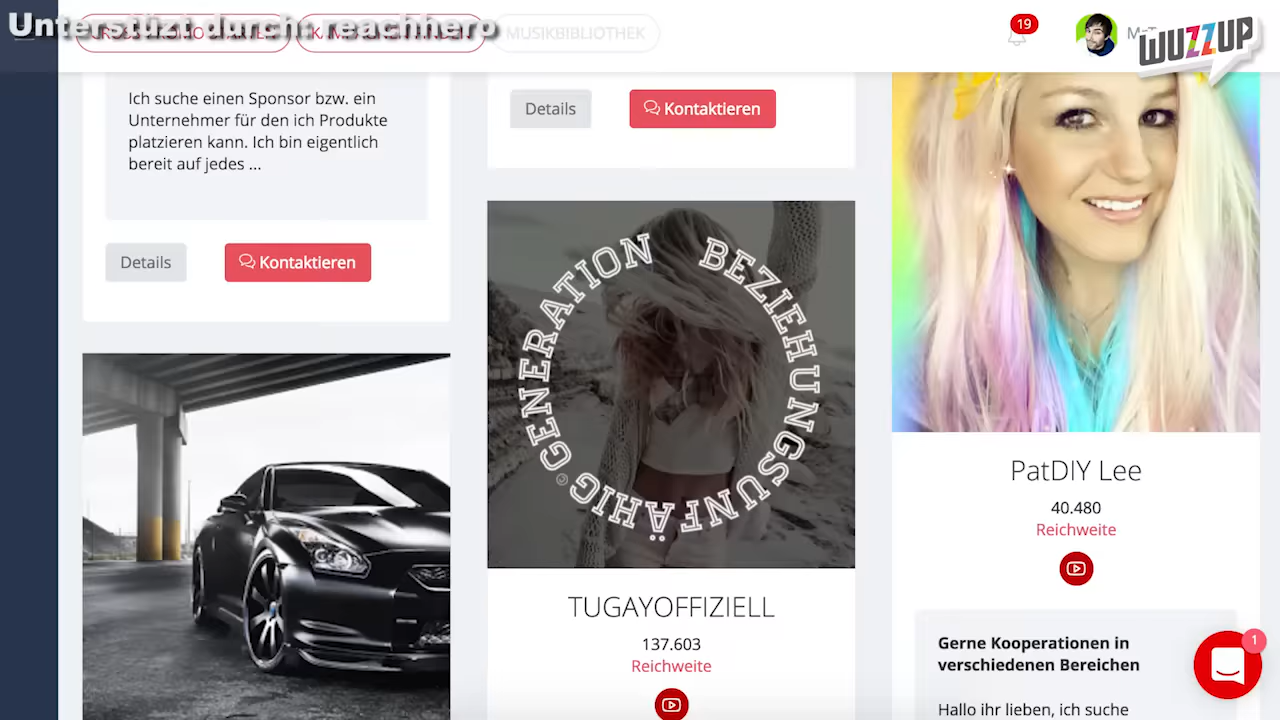 Unterstüzt durch: reachhero
MUSIKBIBLIOTHEK
19
WUZZUP
Ich suche einen Sponsor bzw. ein
Unternehmer für den ich Produkte
platzieren kann. Ich bin eigentlich
bereit auf jedes ...
Details
Kontaktieren
Details
Kontaktieren
GENERATION
BEZIEHUNGSUNFÄHIG
TUGAYOFFIZIELL
137.603
Reichweite
PatDIY Lee
40.480
Reichweite
Gerne Kooperationen in
verschiedenen Bereichen
Hallo ihr lieben, ich suche
1